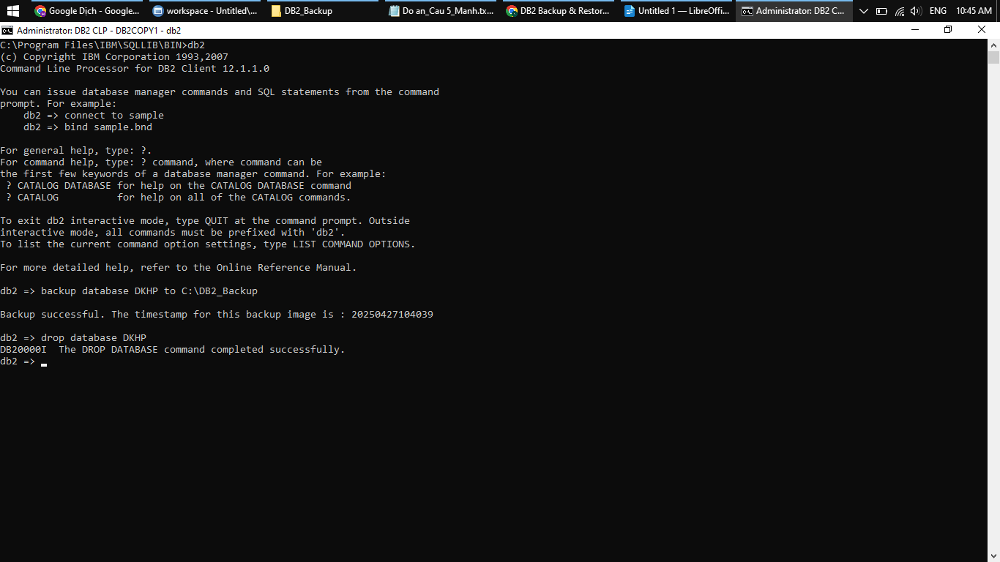 Google Dịch - Google...
workspace - Untitled\...
DB2_Backup
Do an_Cau 5_Manh.tx...
DB2 Backup & Restor...
Untitled 1 — LibreOffi...
Administrator: DB2 C...
ENG
10:45 AM
Administrator: DB2 CLP - DB2COPY1 - db2
C:\Program Files\IBM\SQLLIB\BIN>db2
(c) Copyright IBM Corporation 1993,2007
Command Line Processor for DB2 Client 12.1.1.0
You can issue database manager commands and SQL statements from the command
prompt. For example:
    db2 => connect to sample
    db2 => bind sample.bnd
For general help, type: ?.
For command help, type: ? command, where command can be
the first few keywords of a database manager command. For example:
 ? CATALOG DATABASE for help on the CATALOG DATABASE command
 ? CATALOG          for help on all of the CATALOG commands.
To exit db2 interactive mode, type QUIT at the command prompt. Outside
interactive mode, all commands must be prefixed with 'db2'.
To list the current command option settings, type LIST COMMAND OPTIONS.
For more detailed help, refer to the Online Reference Manual.
db2 => backup database DKHP to C:\DB2_Backup
Backup successful. The timestamp for this backup image is : 20250427104039
db2 => drop database DKHP
DB20000I  The DROP DATABASE command completed successfully.
db2 =>